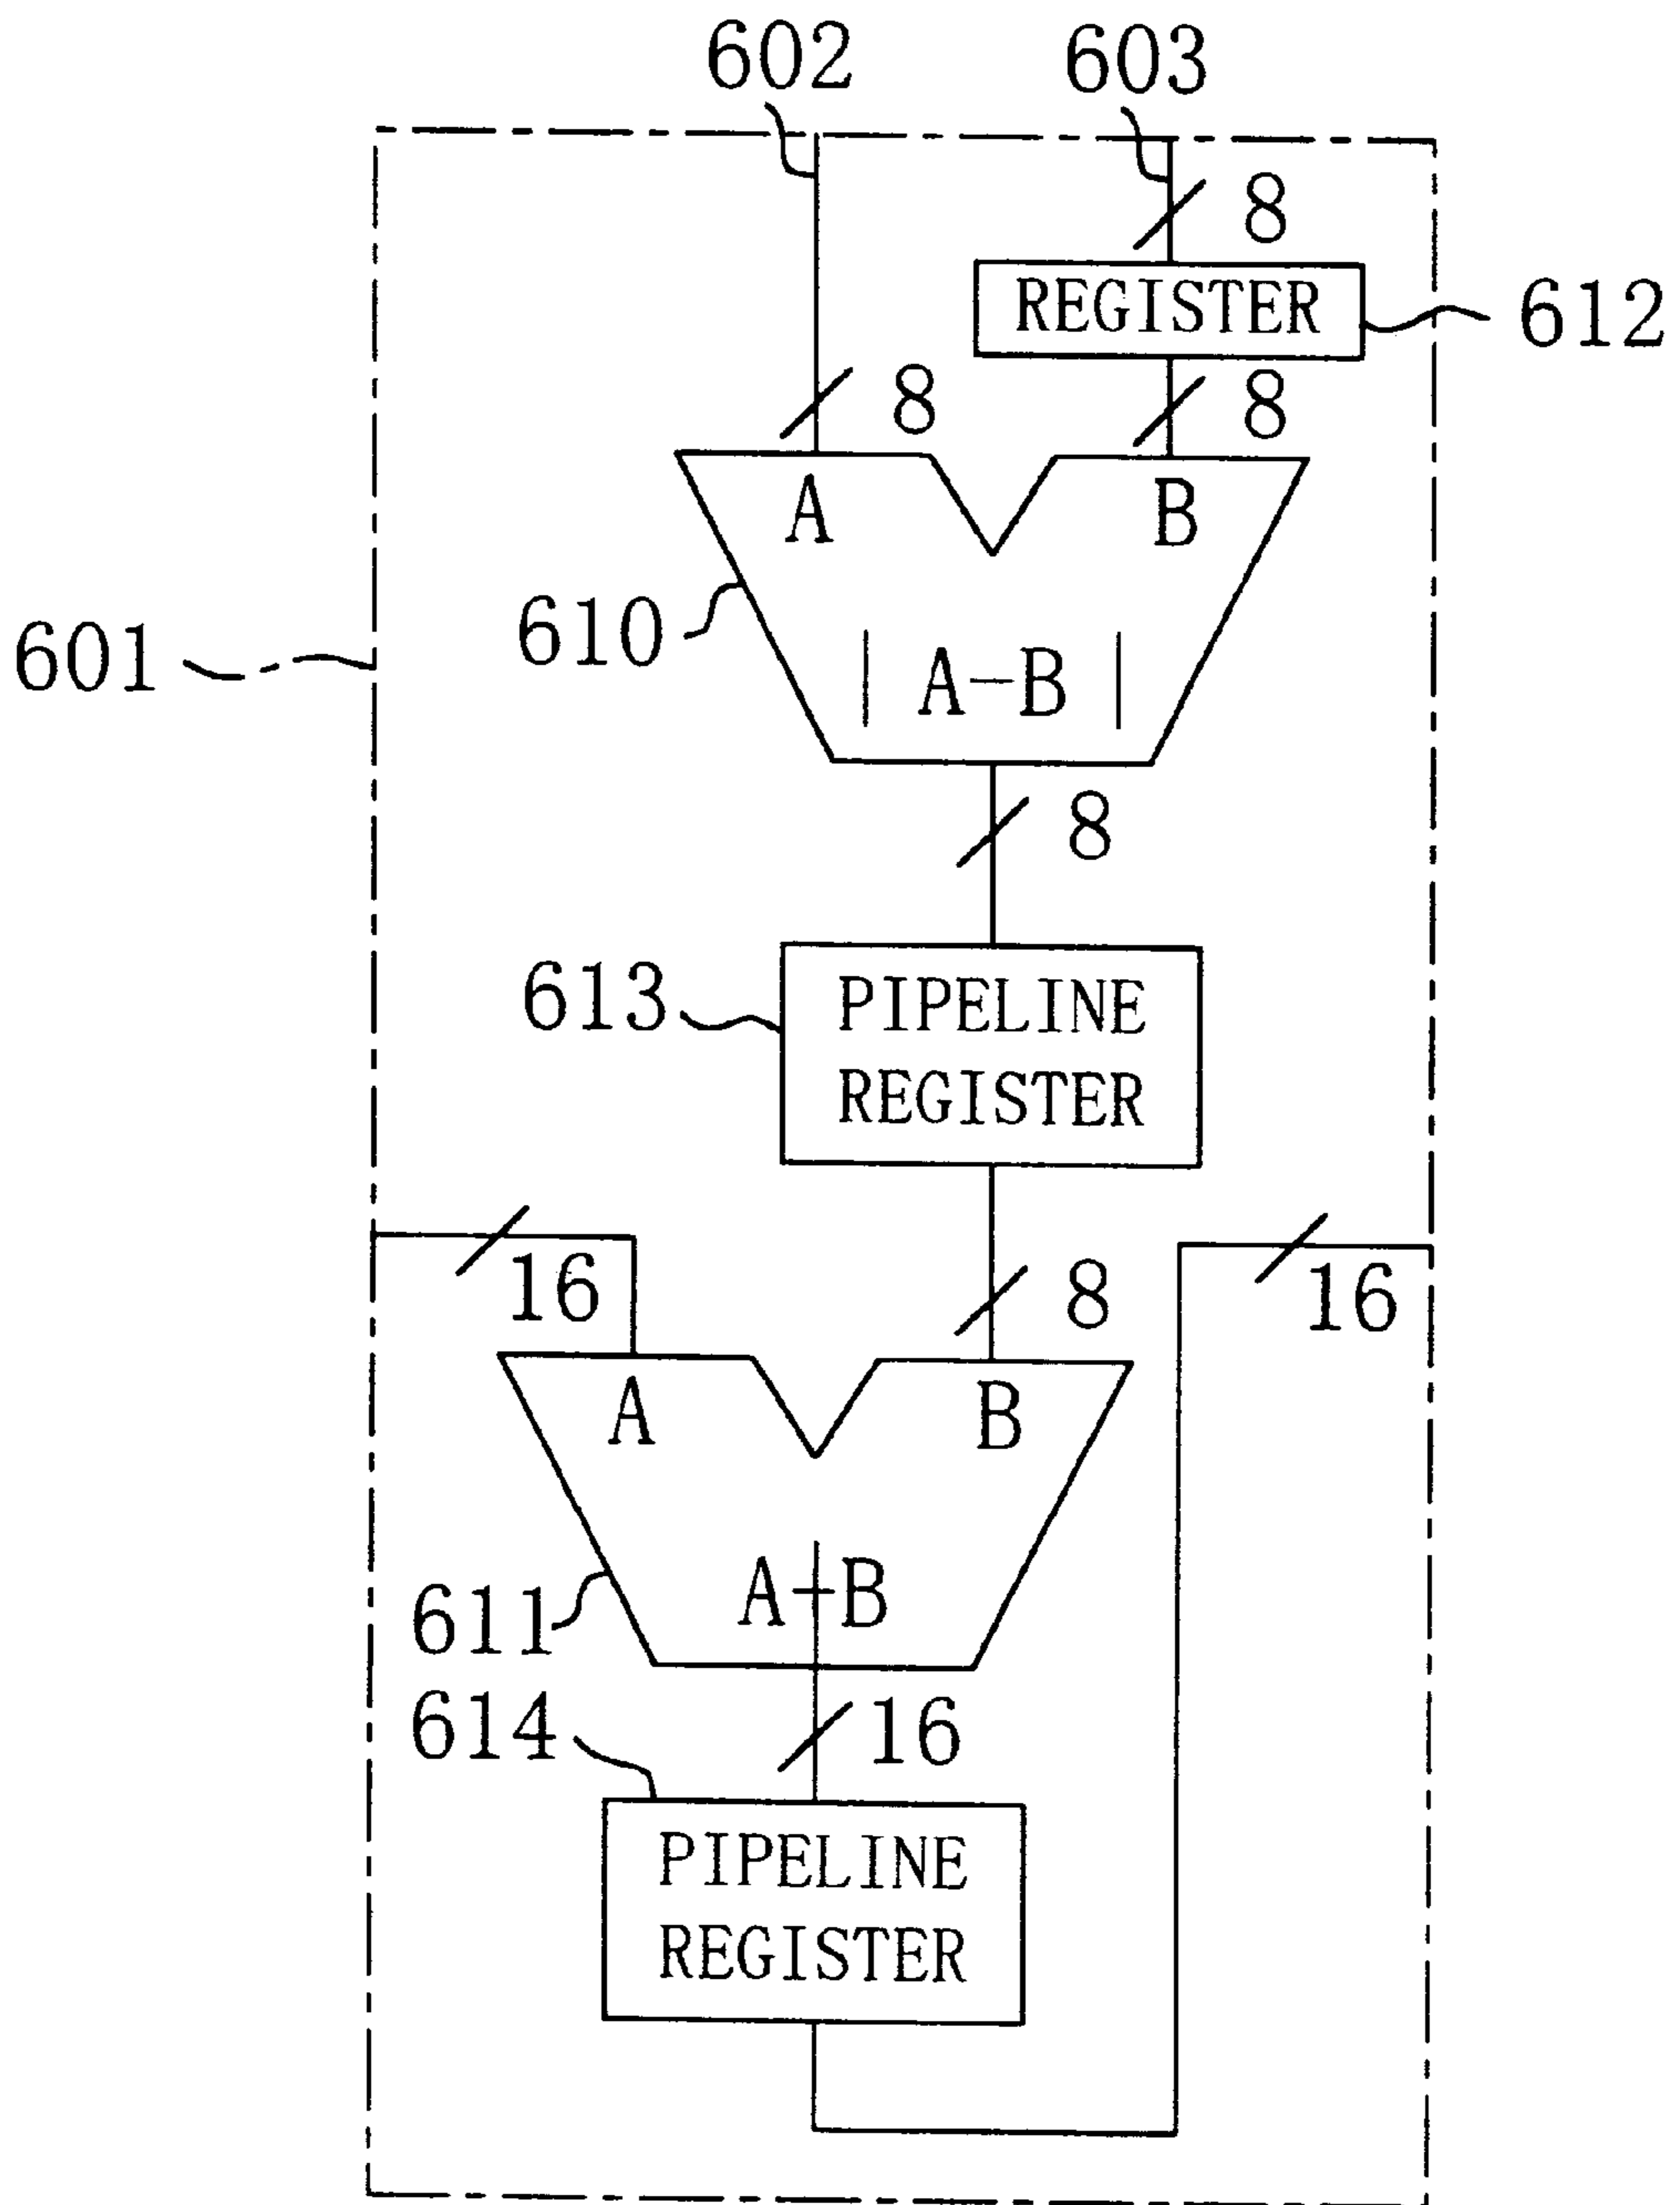 602
603
8
REGISTER
612
8
8
A
B
610
601
| A-B |
8
613
PIPELINE
REGISTER
16
8
16
A
B
A+B
611
614
16
PIPELINE
REGISTER